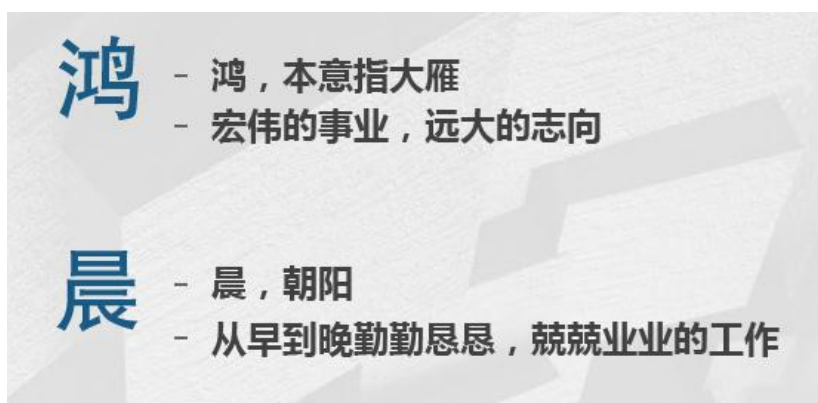 鸿
- 鸿，本意指大雁
- 宏伟的事业，远大的志向
晨
- 晨，朝阳
- 从早到晚勤勤恳恳，兢兢业业的工作